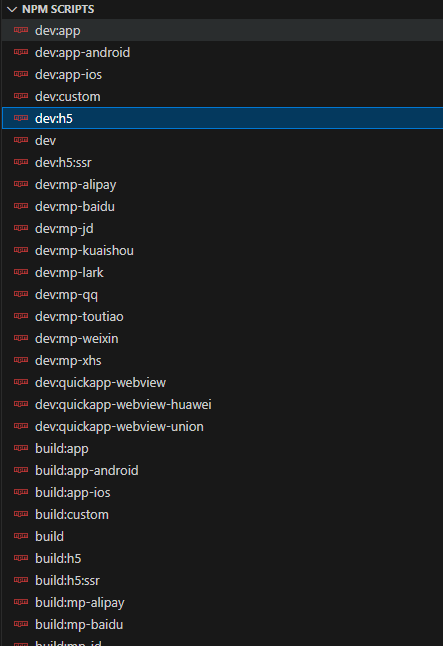 NPM SCRIPTS
dev:app
dev:app-android
dev:app-ios
dev:custom
dev:h5
dev
dev:h5:ssr
dev:mp-alipay
dev:mp-baidu
dev:mp-jd
dev:mp-kuaishou
dev:mp-lark
dev:mp-qq
dev:mp-toutiao
dev:mp-weixin
dev:mp-xhs
dev:quickapp-webview
dev:quickapp-webview-huawei
dev:quickapp-webview-union
build:app
build:app-android
build:app-ios
build:custom
build
build:h5
build:h5:ssr
build:mp-alipay
build:mp-baidu
build:mp-jd